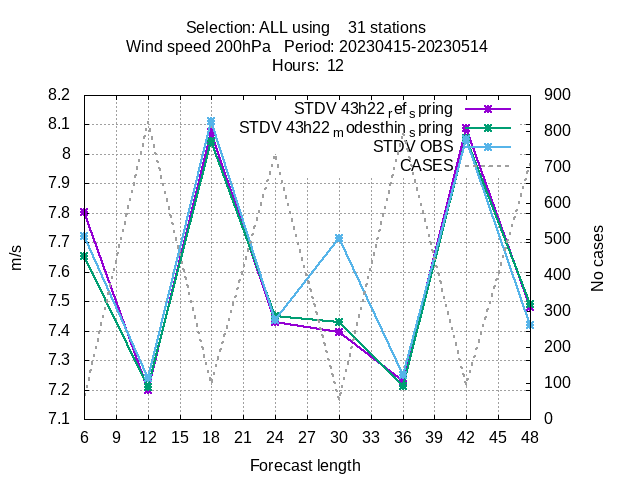 Selection: ALL using    31 stations
Wind speed 200hPa   Period: 20230415-20230514
Hours:  12
8.2
8.1
8
7.9
7.8
7.7
7.6
7.5
7.4
7.3
7.2
7.1
m/s
STDV 43h22_ref_spring
STDV 43h22_modesthin_spring
STDV OBS
CASES
900
800
700
600
500
400
300
200
100
0
No cases
6 9 12 15 18 21 24 27 30 33 36 39 42 45 48
Forecast length